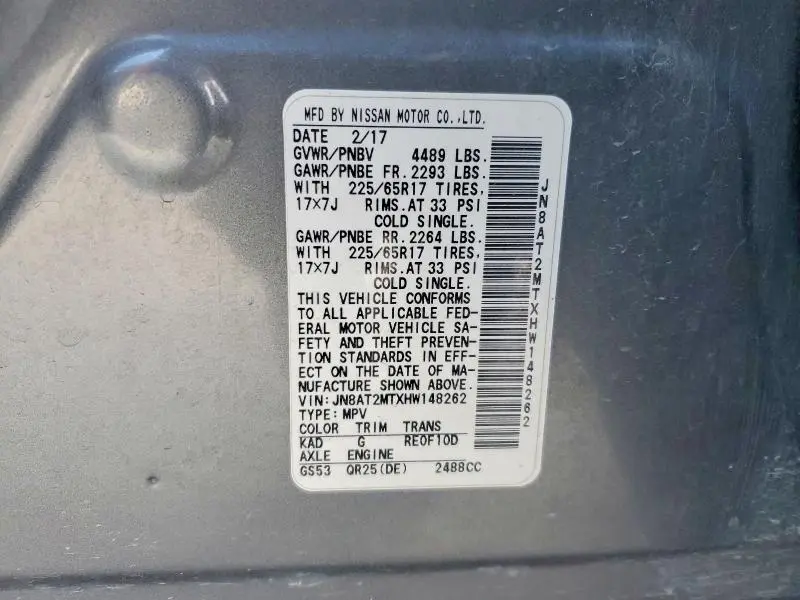 MFD BY NISSAN MOTOR CO.,LTD.
DATE 2/17
GVWR/PNBV 4489 LBS.
GAWR/PNBE FR. 2293 LBS.
WITH 225/65R17 TIRES,
17×7J RIMS. AT 33 PSI
COLD SINGLE.
GAWR/PNBE RR. 2264 LBS.
WITH 225/65R17 TIRES,
17×7J RIMS. AT 33 PSI
COLD SINGLE.
THIS VEHICLE CONFORMS
TO ALL APPLICABLE FED-
ERAL MOTOR VEHICLE SA-
FETY AND THEFT PREVEN-
TION STANDARDS IN EFF-
ECT ON THE DATE OF MA-
NUFACTURE SHOWN ABOVE.
VIN: JN8AT2MTXHW148262
TYPE: MPV
COLOR TRIM TRANS
KAD G RE0F10D
AXLE ENGINE
GS53 QR25(DE) 2488CC
JN8AT2MTXHW148262